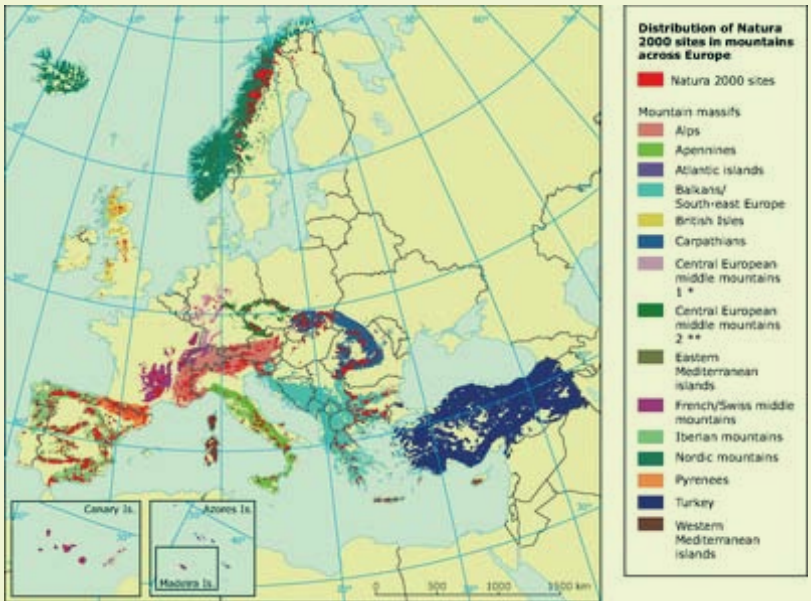 Distribution of Natura
2000 sites in mountains
across Europe
Natura 2000 sites
Mountain massifs
Alps
Apennines
Atlantic islands
Balkans/
South-east Europe
British Isles
Carpathians
Central European
middle mountains
1 *
Central European
middle mountains
2 **
Eastern
Mediterranean
islands
French/Swiss middle
mountains
Iberian mountains
Nordic mountains
Pyrenees
Turkey
Western
Mediterranean
islands
Canary Is.
Azores Is.
Madeira Is.
0 500 1000 1500 km